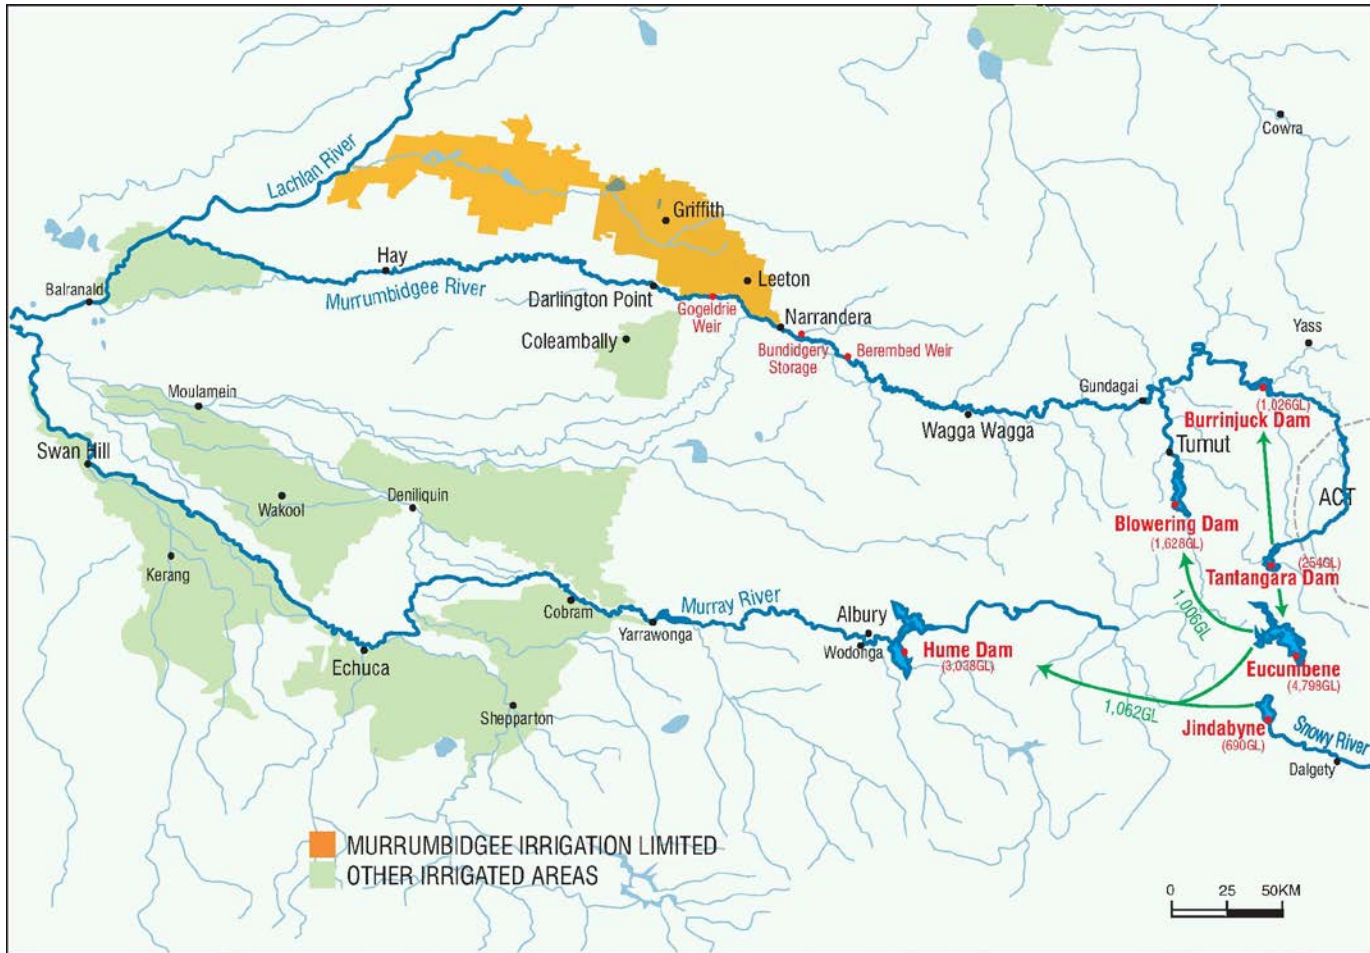 Cowra
Lachlan River
Griffith
Hay
Leeton
Balranald
Murrumbidgee River
Darlington Point
Gogeldrie
Weir
Narrandera
Yass
Coleambally
Bundidgery
Storage
Berembed Weir
Moulamein
Gundagai
(1,026GL)
Burrinjuck Dam
Wagga Wagga
Tumut
Swan Hill
Wakool
Deniliquin
ACT
Blowering Dam
(1,628GL)
Kerang
(254GL)
Tantangara Dam
Cobram
Murray River
1,006GL
Albury
Yarrawonga
Wodonga
Hume Dam
(3,038GL)
Echuca
Eucumbene
(4,798GL)
Shepparton
1,062GL
Jindabyne
(690GL)
Snowy River
Dalgety
MURRUMBIDGEE IRRIGATION LIMITED
OTHER IRRIGATED AREAS
0 25 50KM